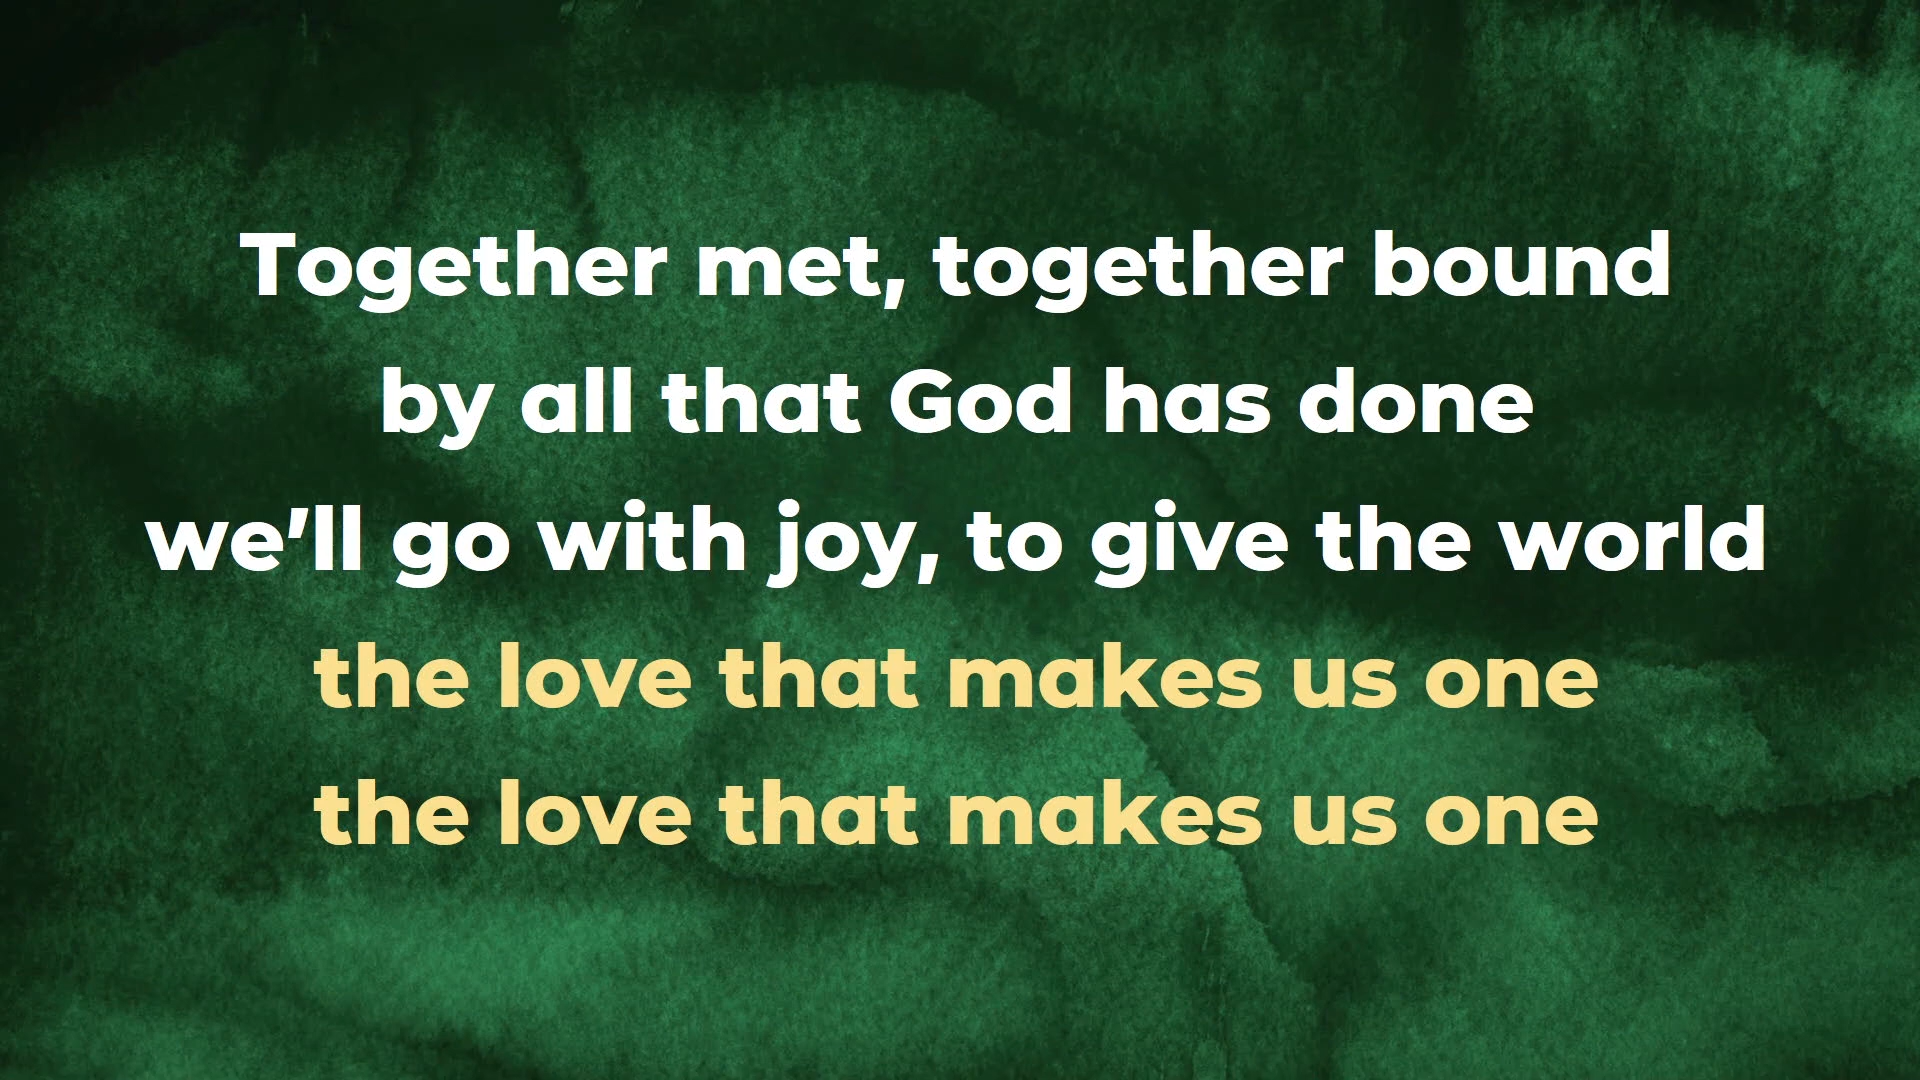 Together met, together bound
by all that God has done
we'll go with joy, to give the world
the love that makes us one
the love that makes us one